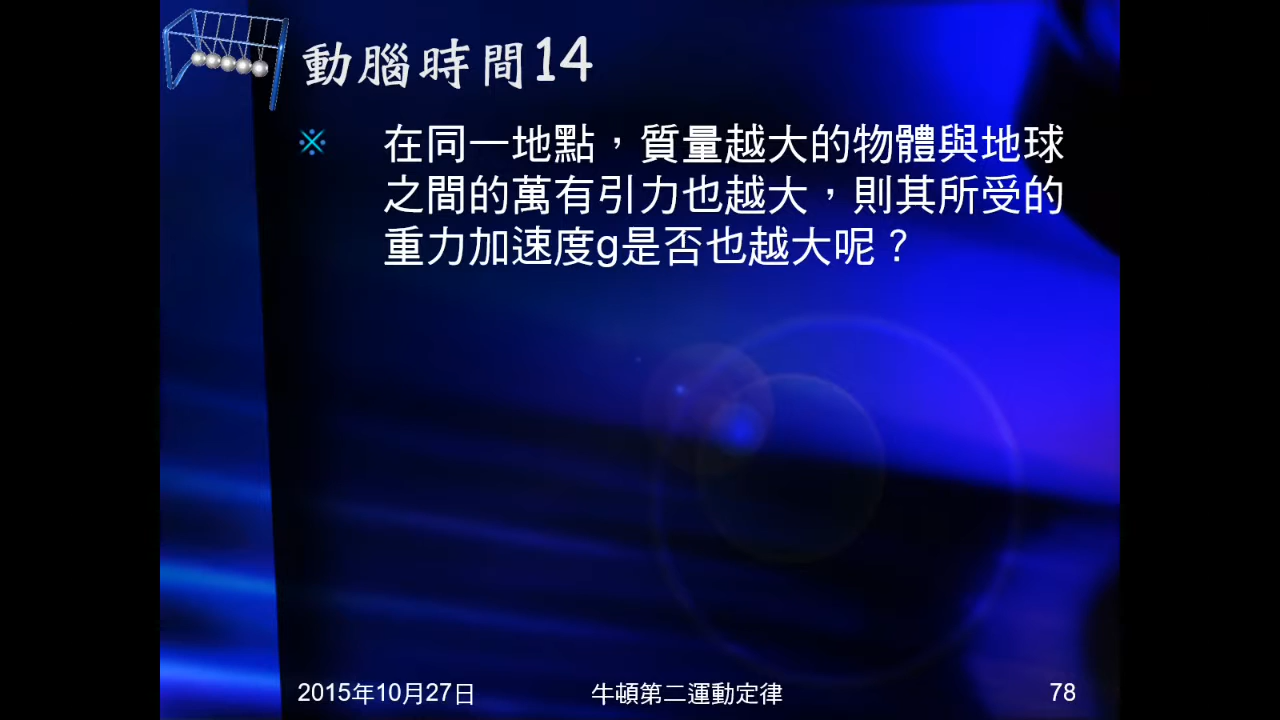 動腦時間14
※ 在同一地點，質量越大的物體與地球
之間的萬有引力也越大，則其所受的
重力加速度g是否也越大呢？
2015年10月27日 牛頓第二運動定律 78